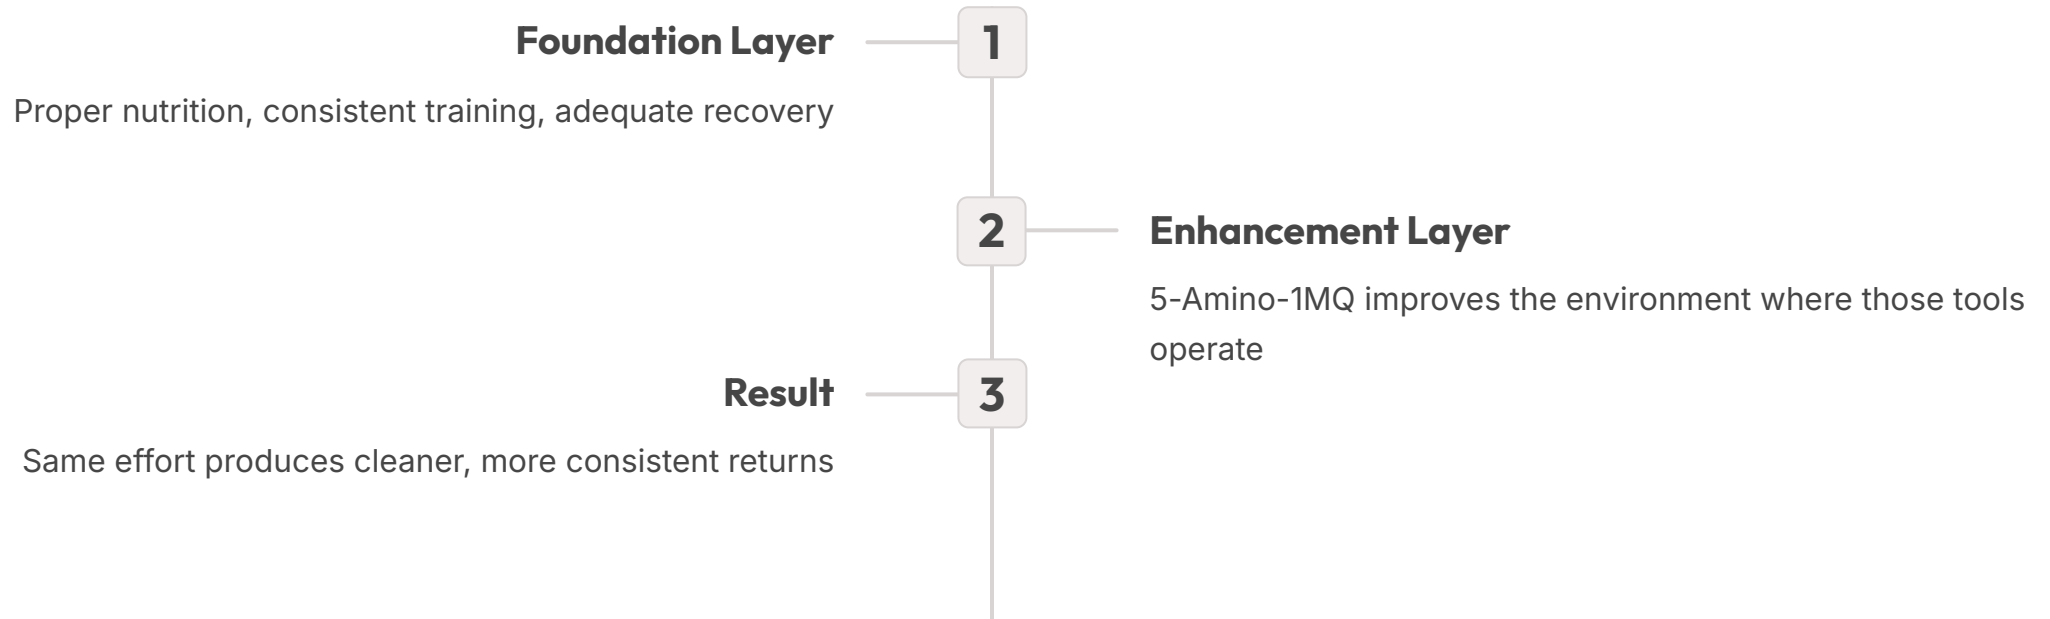 Foundation Layer
1
Proper nutrition, consistent training, adequate recovery
2
Enhancement Layer
5-Amino-1MQ improves the environment where those tools
operate
Result
3
Same effort produces cleaner, more consistent returns